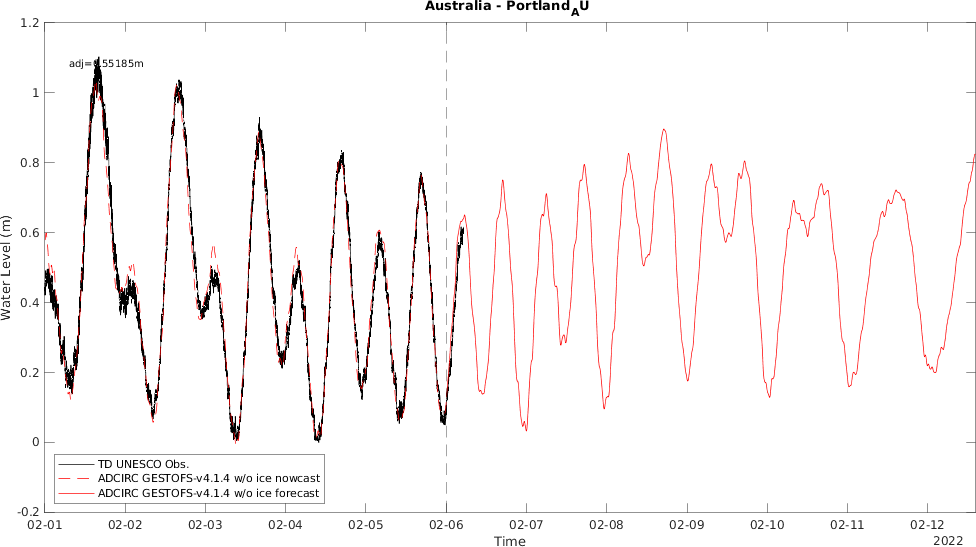 Australia - Portland_AU
1.2
adj=0.55185m
1
0.8
0.6
0.4
0.2
0
-0.2
Water Level (m)
TD UNESCO Obs.
ADCIRC GESTOFS-v4.1.4 w/o ice nowcast
ADCIRC GESTOFS-v4.1.4 w/o ice forecast
02-01 02-02 02-03 02-04 02-05 02-06 02-07 02-08 02-09 02-10 02-11 02-12
Time
2022